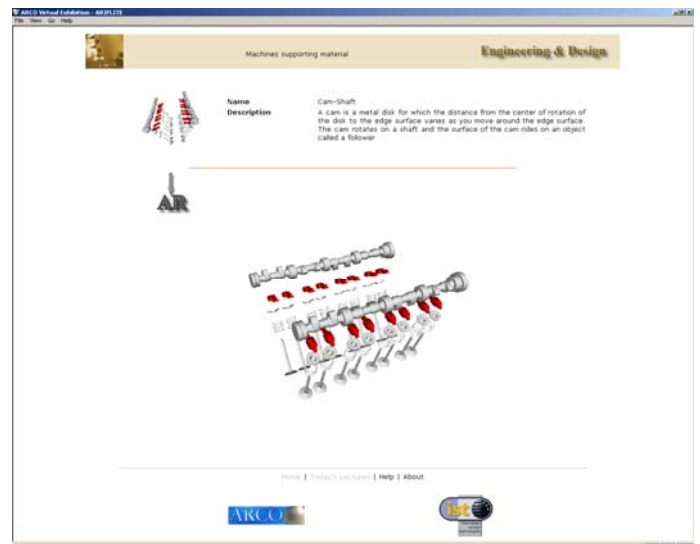 ARCO Virtual Exhibition - ARIFLITE
File View Go Help
Machines supporting material
Engineering & Design
Name
Cam-Shaft
Description
A cam is a metal disk for which the distance from the center of rotation of
the disk to the edge surface varies as you move around the edge surface.
The cam rotates on a shaft and the surface of the cam rides on an object
called a follower
AR
Home | Today's Lectures | Help | About
ARCO
ist